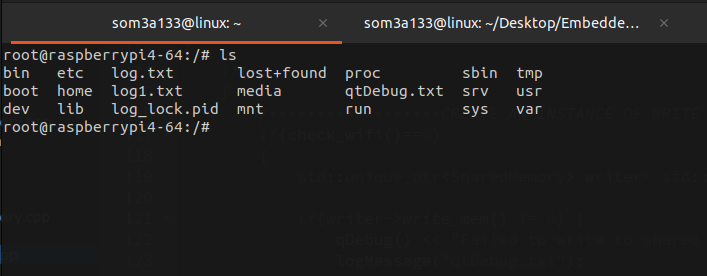 som3a133@linux: ~ × som3a133@linux: ~/Desktop/Embedde… ×
root@raspberrypi4-64:/# ls
bin etc log.txt lost+found proc sbin tmp
boot home log1.txt media qtDebug.txt srv usr
dev lib log_lock.pid mnt run sys var
root@raspberrypi4-64:/#